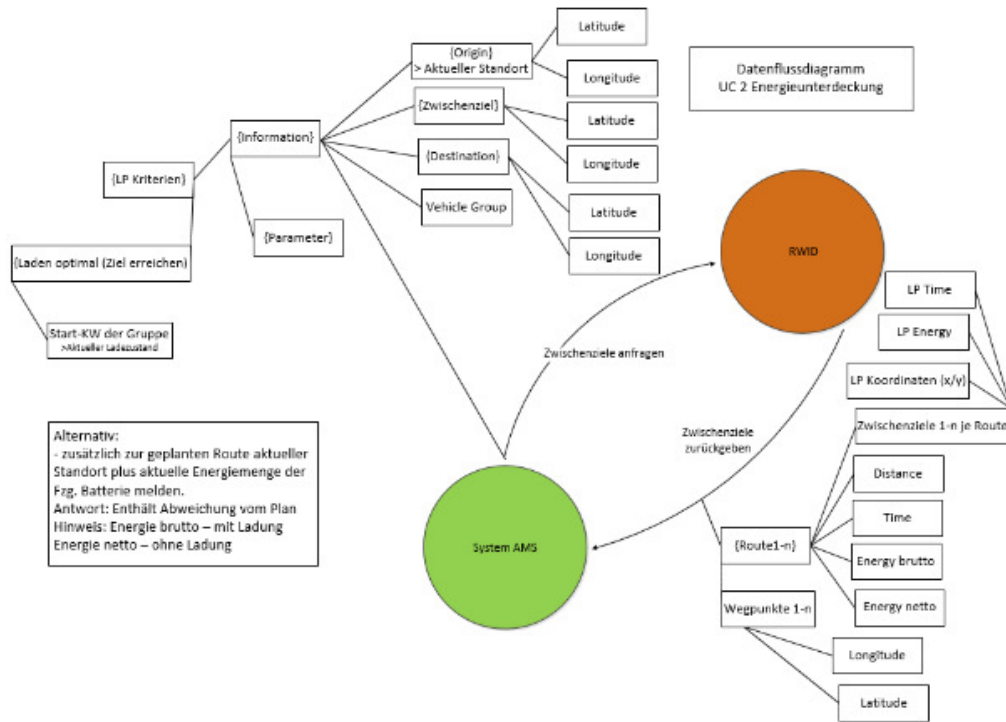 Latitude
{Origin}
> Aktueller Standort
Longitude
Datenflussdiagramm
UC 2 Energieunterdeckung
{Zwischenziel}
Latitude
{Information}
{Destination}
Longitude
{LP Kriterien}
Vehicle Group
Latitude
{Parameter}
Longitude
{Laden optimal (Ziel erreichen)
RWID
LP Time
Start-KW der Gruppe
>Aktueller Ladezustand
LP Energy
Zwischenziele anfragen
LP Koordinaten (x/y)
Zwischenziele 1-n je Route
Zwischenziele
zurückgeben
Alternativ:
- zusätzlich zur geplanten Route aktueller
Standort plus aktuelle Energiemenge der
Fzg. Batterie melden.
Antwort: Enthält Abweichung vom Plan
Hinweis: Energie brutto – mit Ladung
Energie netto – ohne Ladung
Distance
Time
System AMS
{Route1-n}
Energy brutto
Energy netto
Wegpunkte 1-n
Longitude
Latitude